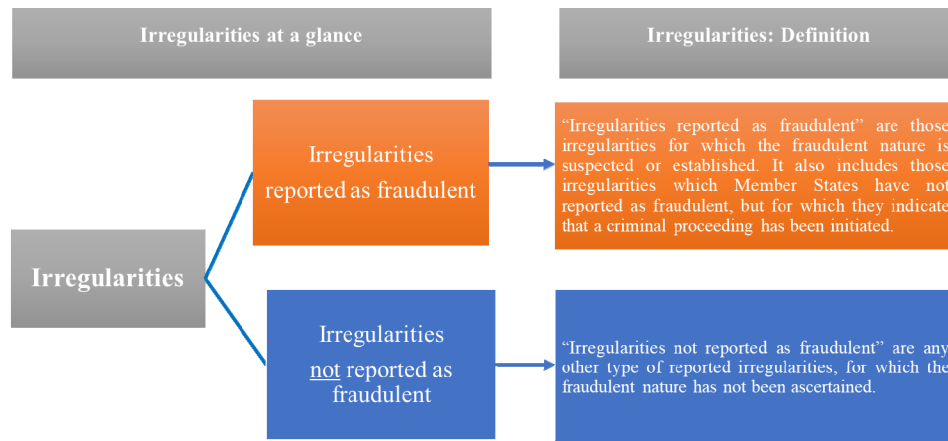 Irregularities at a glance
Irregularities: Definition
Irregularities
Irregularities
reported as fraudulent
“Irregularities reported as fraudulent” are those
irregularities for which the fraudulent nature is
suspected or established. It also includes those
irregularities which Member States have not
reported as fraudulent, but for which they indicate
that a criminal proceeding has been initiated.
Irregularities
not reported as
fraudulent
“Irregularities not reported as fraudulent” are any
other type of reported irregularities, for which the
fraudulent nature has not been ascertained.